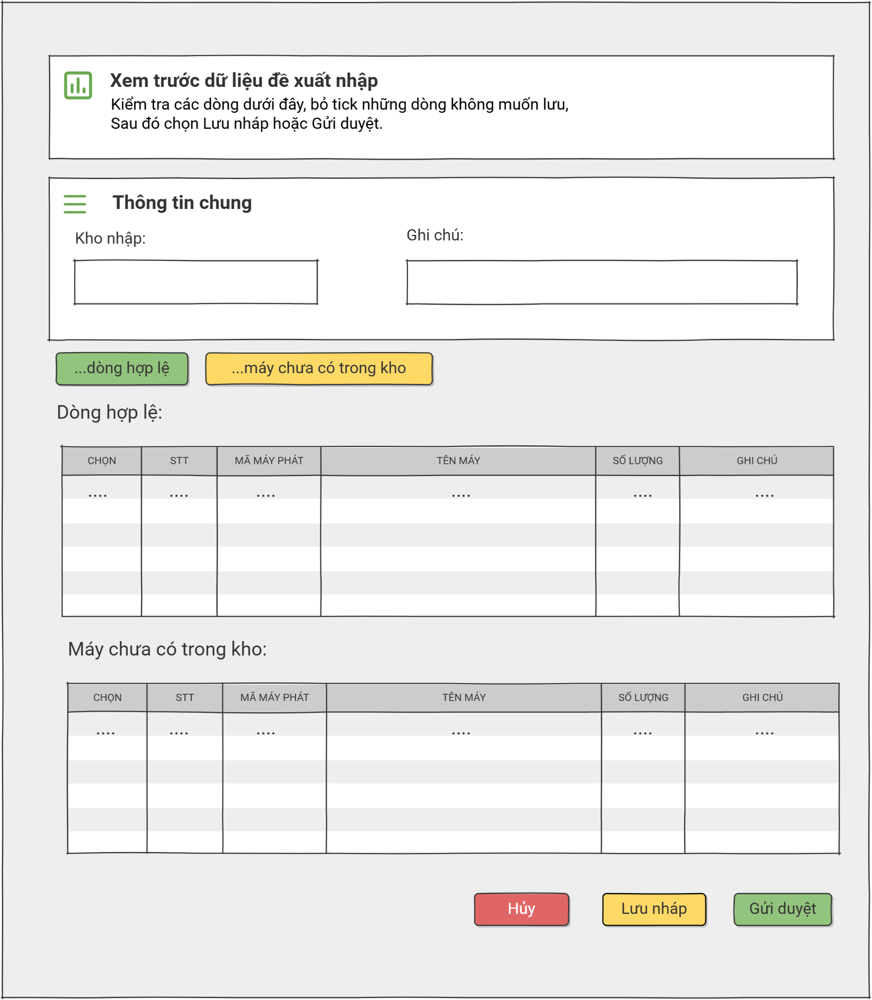 Xem trước dữ liệu đề xuất nhập
Kiểm tra các dòng dưới đây, bỏ tick những dòng không muốn lưu,
Sau đó chọn Lưu nháp hoặc Gửi duyệt.
Thông tin chung
Kho nhập:
Ghi chú:
...dòng hợp lệ
...máy chưa có trong kho
Dòng hợp lệ:
CHỌN STT MÃ MÁY PHÁT TÊN MÁY SỐ LƯỢNG GHI CHÚ
.... .... .... .... .... ....
Máy chưa có trong kho:
CHỌN STT MÃ MÁY PHÁT TÊN MÁY SỐ LƯỢNG GHI CHÚ
.... .... .... .... .... ....
Hủy
Lưu nháp
Gửi duyệt